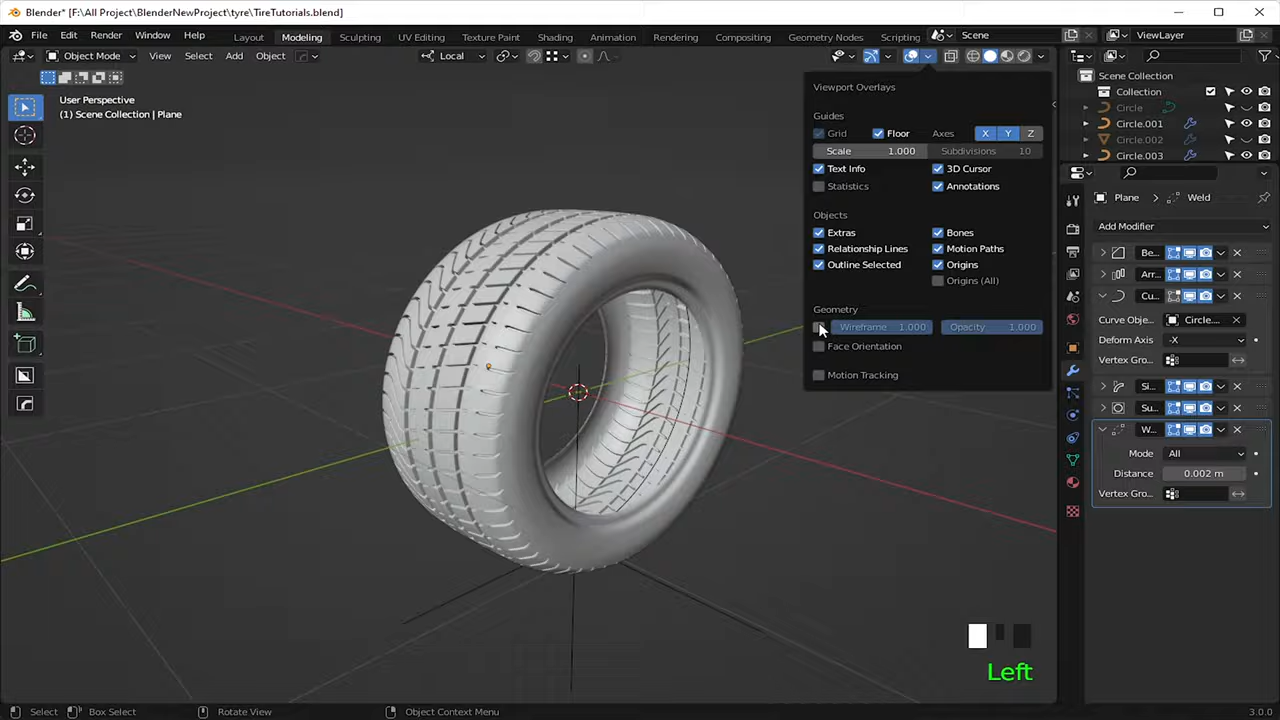 Blender* [F:\All Project\BlenderNewProject\tyre\TireTutorials.blend]
File Edit Render Window Help Layout Modeling Sculpting UV Editing Texture Paint Shading Animation Rendering Compositing Geometry Nodes Scripting Scene ViewLayer
Object Mode View Select Add Object Local
User Perspective
(1) Scene Collection | Plane
Viewport Overlays
Guides
Grid Floor Axes X Y Z
Scale 1.000 Subdivisions 10
Text Info 3D Cursor
Statistics Annotations
Objects
Extras Bones
Relationship Lines Motion Paths
Outline Selected Origins
Origins (All)
Geometry
Wireframe 1.000 Opacity 1.000
Face Orientation
Motion Tracking
Scene Collection
Collection
Circle
Circle.001
Circle.002
Circle.003
Plane Weld
Add Modifier
Be...
Arr...
Cu...
Curve Obje... Circle....
Deform Axis -X
Vertex Gro...
Si...
Su...
W...
Mode All
Distance 0.002 m
Vertex Gro...
Left
Select Box Select Rotate View Object Context Menu 3.0.0